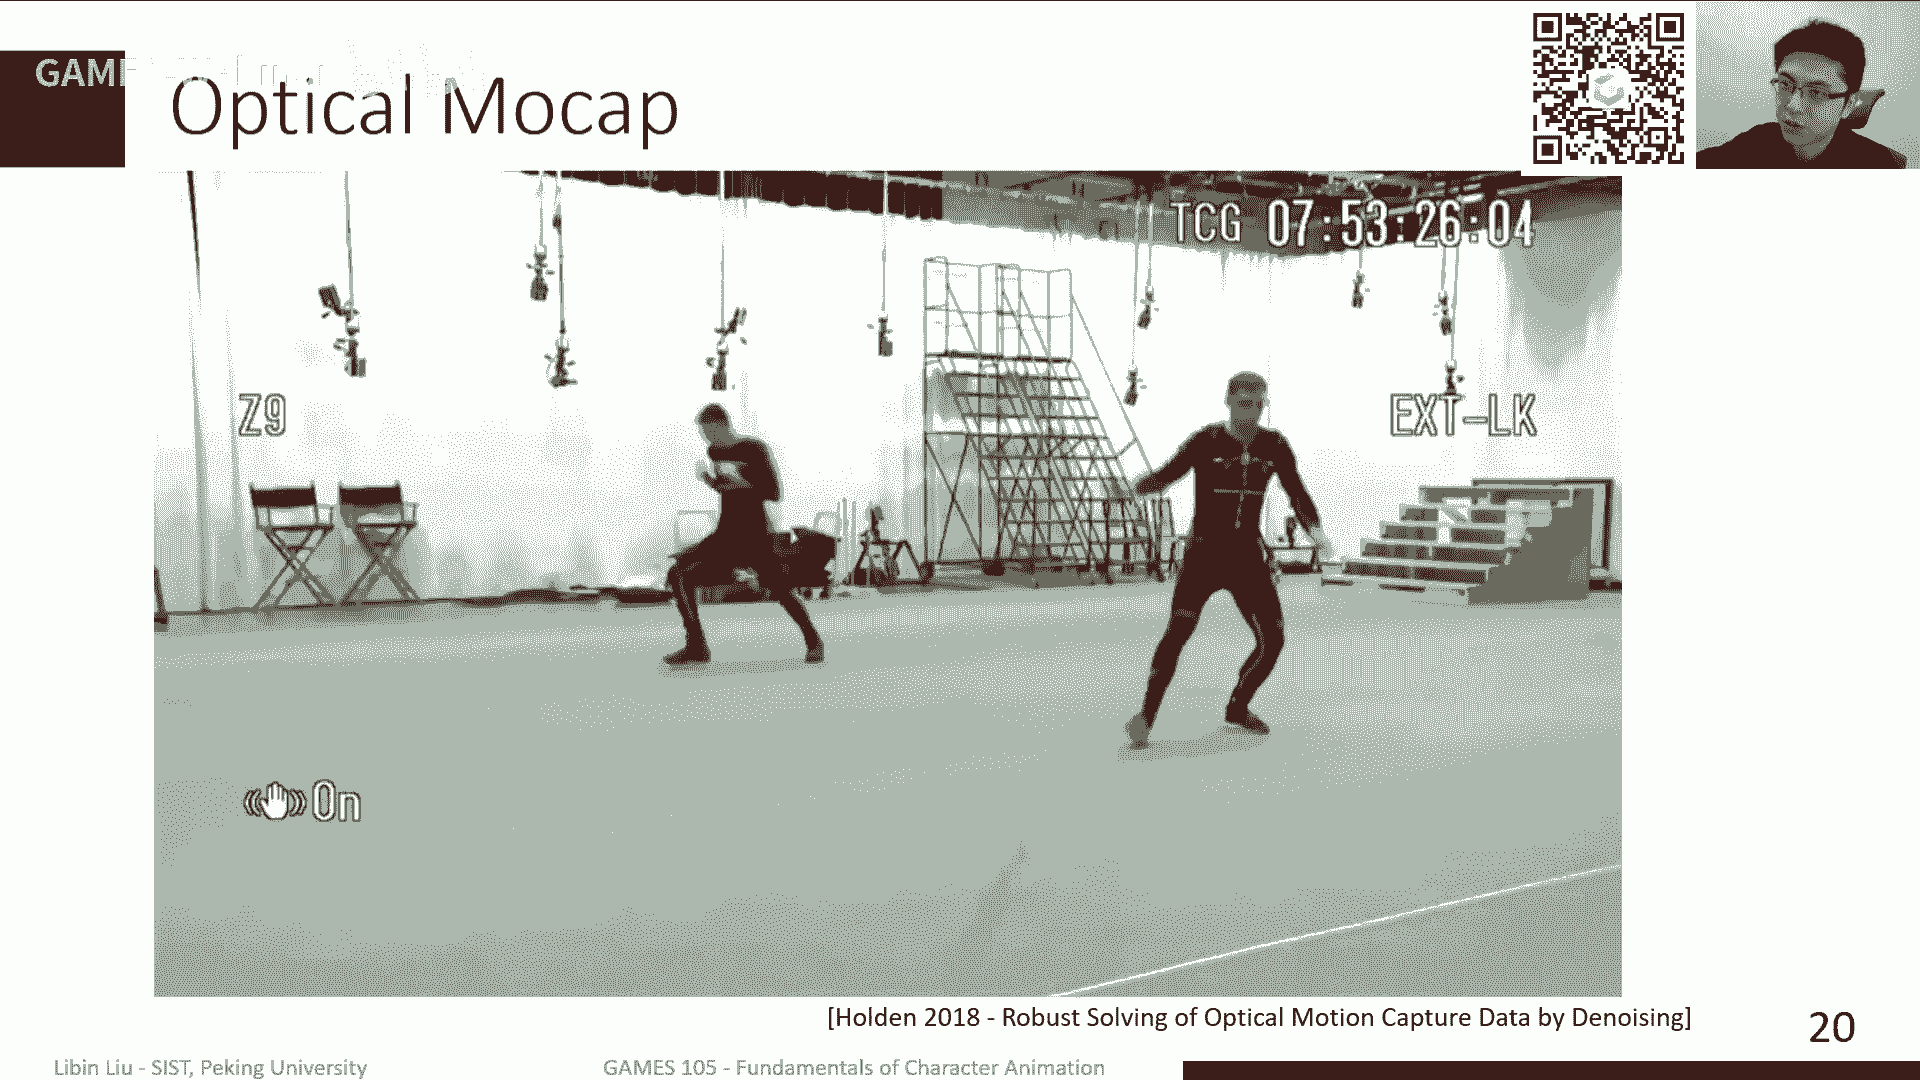 GAM
Optical Mocap
TCG 07:53:26:04
Z9
EXT-LK
On
[Holden 2018 - Robust Solving of Optical Motion Capture Data by Denoising]
20
Libin Liu - SIST, Peking University
GAMES 105 - Fundamentals of Character Animation